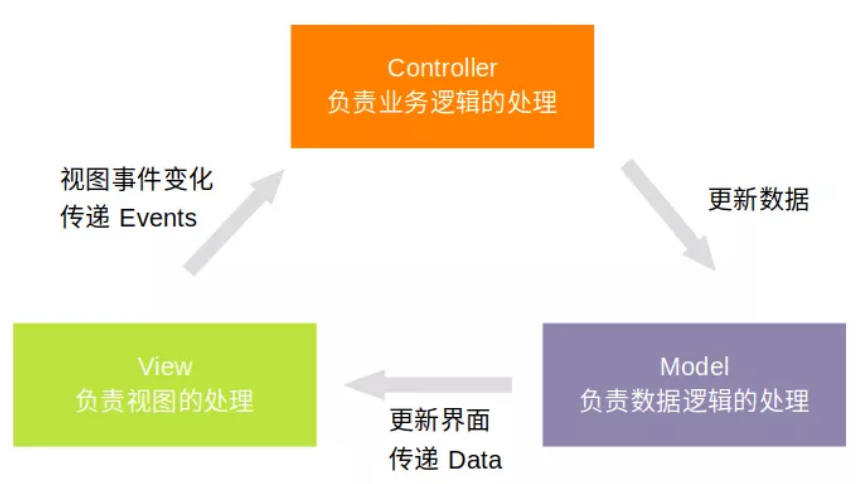 Controller
负责业务逻辑的处理
视图事件变化
传递 Events
更新数据
View
负责视图的处理
Model
负责数据逻辑的处理
更新界面
传递 Data